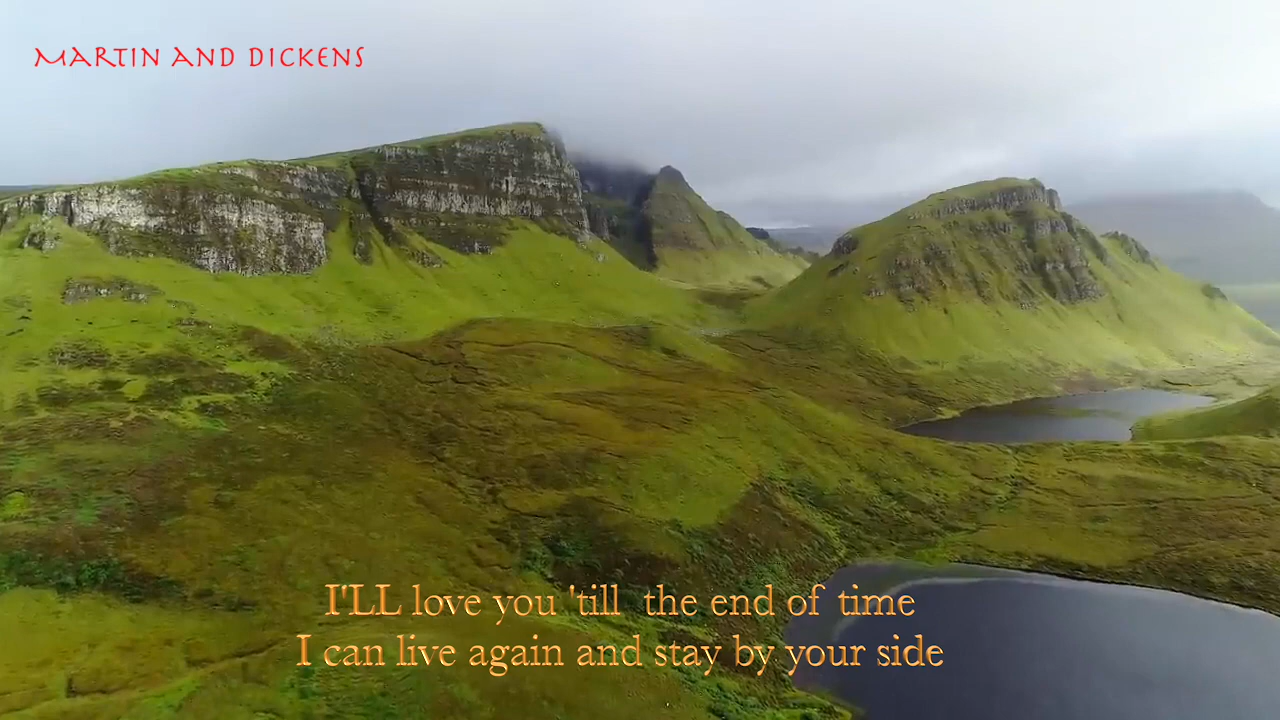 MARTIN AND DICKENS
I'LL love you 'till the end of time
I can live again and stay by your side